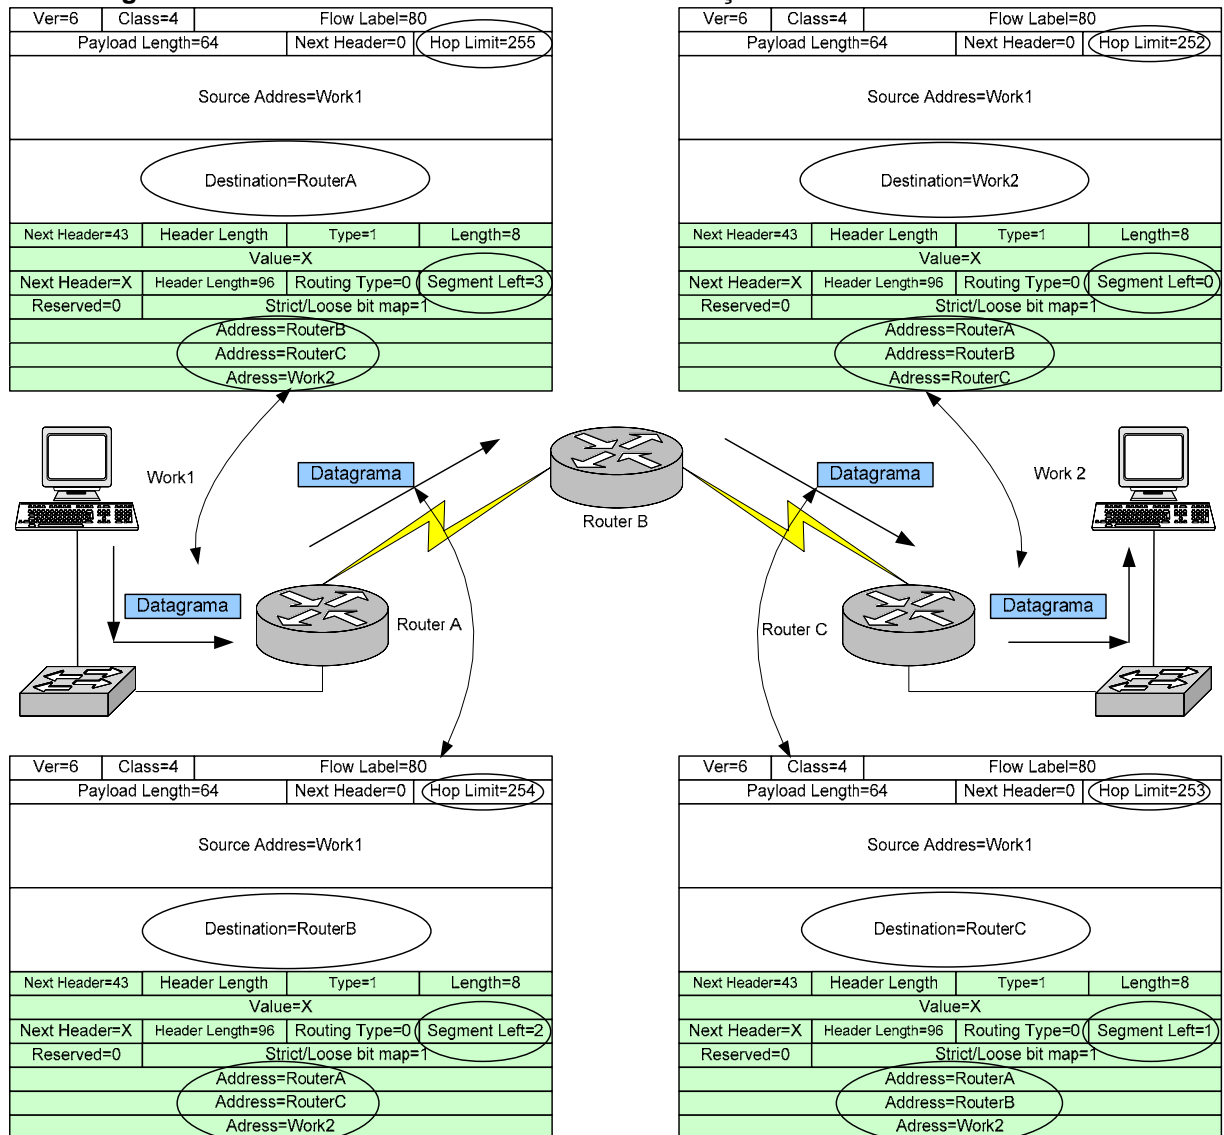 Ver=6 Class=4 Flow Label=80
Payload Length=64 Next Header=0 Hop Limit=255
Source Addres=Work1
Destination=RouterA
Next Header=43 Header Length Type=1 Length=8
Value=X
Next Header=X Header Length=96 Routing Type=0 Segment Left=3
Reserved=0 Strict/Loose bit map=1
Address=RouterB
Address=RouterC
Adress=Work2
Ver=6 Class=4 Flow Label=80
Payload Length=64 Next Header=0 Hop Limit=252
Source Addres=Work1
Destination=Work2
Next Header=43 Header Length Type=1 Length=8
Value=X
Next Header=X Header Length=96 Routing Type=0 Segment Left=0
Reserved=0 Strict/Loose bit map=1
Address=RouterA
Address=RouterB
Adress=RouterC
Work1
Datagrama
Router B
Datagrama
Work 2
Datagrama
Router A
Router C
Datagrama
Ver=6 Class=4 Flow Label=80
Payload Length=64 Next Header=0 Hop Limit=254
Source Addres=Work1
Destination=RouterB
Next Header=43 Header Length Type=1 Length=8
Value=X
Next Header=X Header Length=96 Routing Type=0 Segment Left=2
Reserved=0 Strict/Loose bit map=1
Address=RouterA
Address=RouterC
Adress=Work2
Ver=6 Class=4 Flow Label=80
Payload Length=64 Next Header=0 Hop Limit=253
Source Addres=Work1
Destination=RouterC
Next Header=43 Header Length Type=1 Length=8
Value=X
Next Header=X Header Length=96 Routing Type=0 Segment Left=1
Reserved=0 Strict/Loose bit map=1
Address=RouterA
Address=RouterB
Adress=Work2